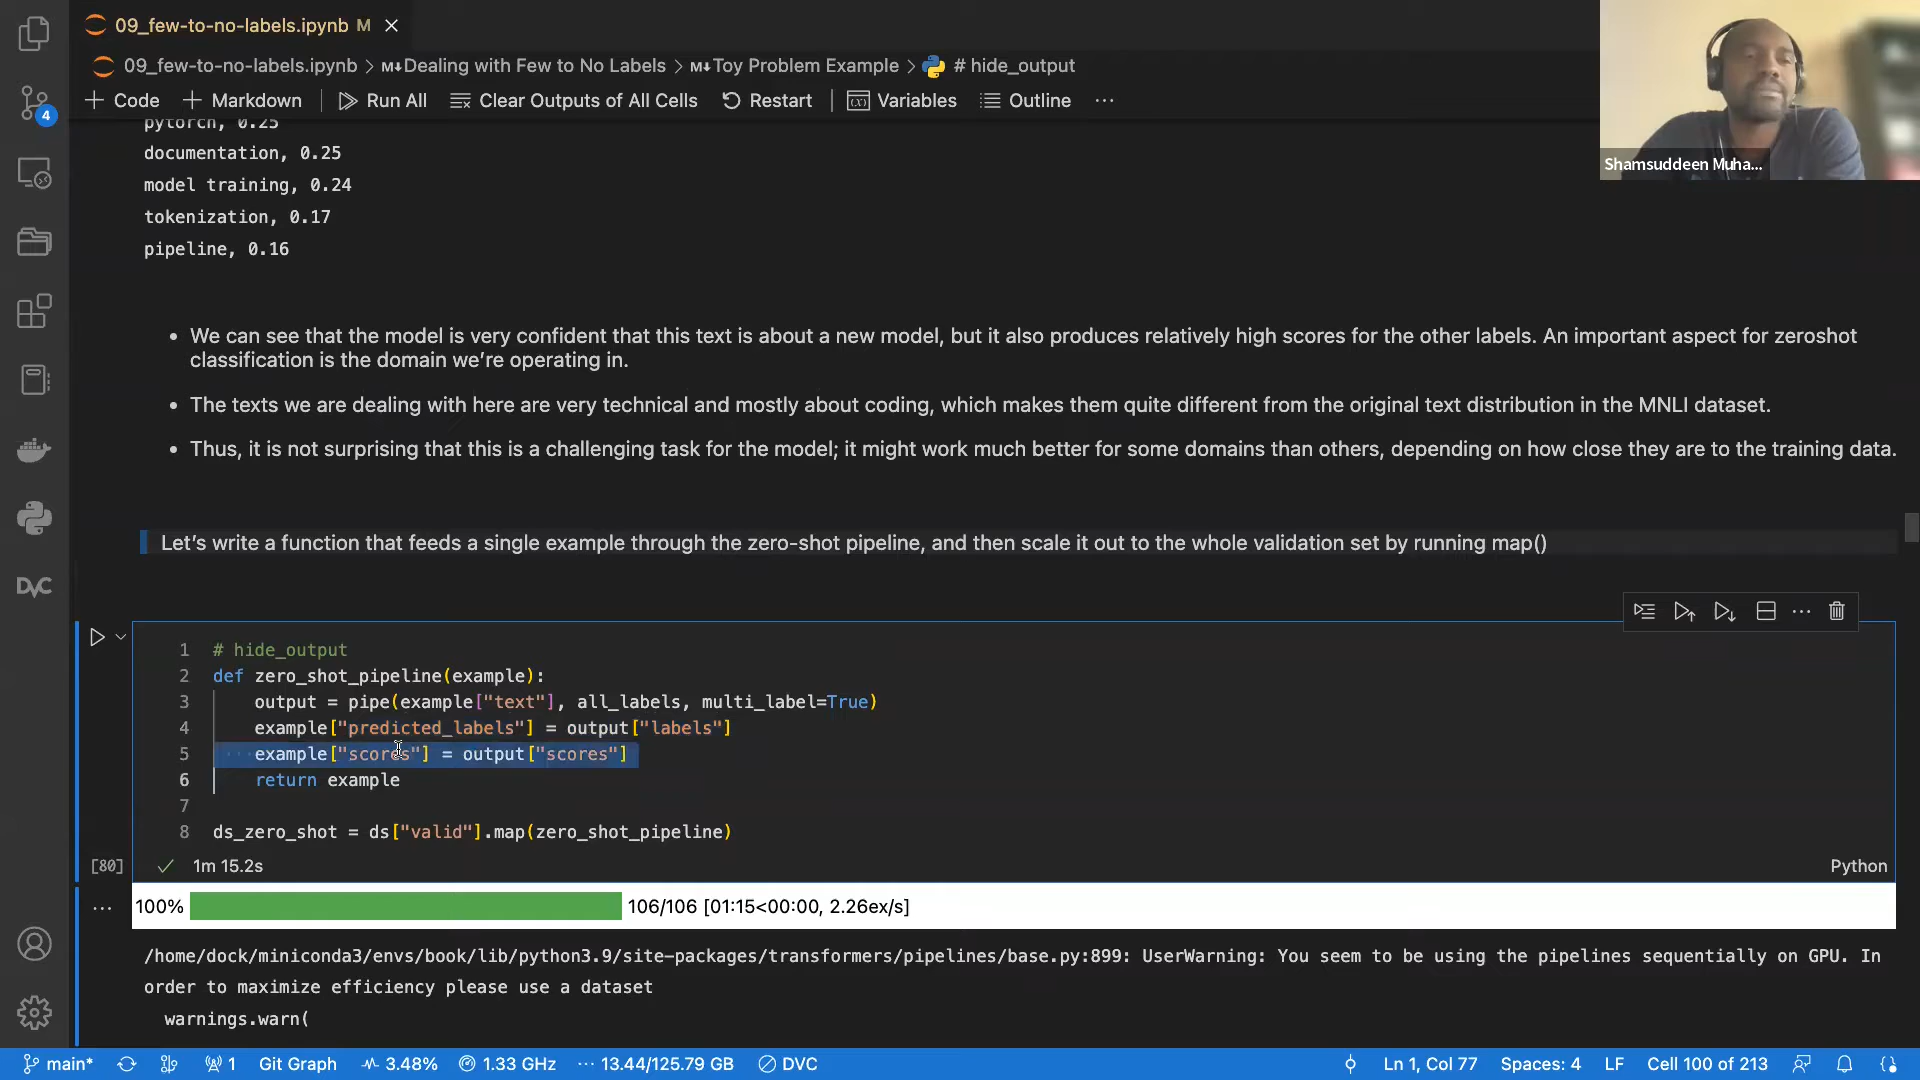 09_few-to-no-labels.ipynb M
09_few-to-no-labels.ipynb > M↓Dealing with Few to No Labels > M↓Toy Problem Example > # hide_output
+ Code + Markdown Run All Clear Outputs of All Cells Restart Variables Outline ...
Shamsuddeen Muha...
4
pytorch, 0.25
documentation, 0.25
model training, 0.24
tokenization, 0.17
pipeline, 0.16
• We can see that the model is very confident that this text is about a new model, but it also produces relatively high scores for the other labels. An important aspect for zeroshot
classification is the domain we're operating in.
• The texts we are dealing with here are very technical and mostly about coding, which makes them quite different from the original text distribution in the MNLI dataset.
• Thus, it is not surprising that this is a challenging task for the model; it might work much better for some domains than others, depending on how close they are to the training data.
Let's write a function that feeds a single example through the zero-shot pipeline, and then scale it out to the whole validation set by running map()
DVC
1 # hide_output
2 def zero_shot_pipeline(example):
3 output = pipe(example["text"], all_labels, multi_label=True)
4 example["predicted_labels"] = output["labels"]
5 example["scores"] = output["scores"]
6 return example
7
8 ds_zero_shot = ds["valid"].map(zero_shot_pipeline)
[80] ✓ 1m 15.2s Python
... 100% 106/106 [01:15<00:00, 2.26ex/s]
/home/dock/miniconda3/envs/book/lib/python3.9/site-packages/transformers/pipelines/base.py:899: UserWarning: You seem to be using the pipelines sequentially on GPU. In
order to maximize efficiency please use a dataset
warnings.warn(
main* 1 Git Graph 3.48% 1.33 GHz 13.44/125.79 GB DVC Ln 1, Col 77 Spaces: 4 LF Cell 100 of 213